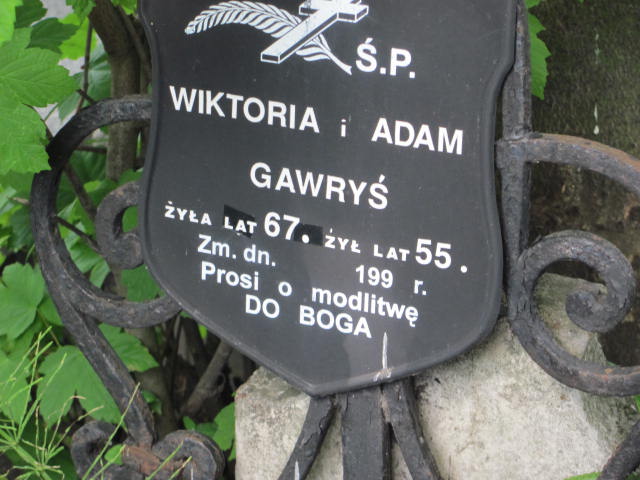 Ś.P.
WIKTORIA i ADAM
GAWRYŚ
ŻYŁA LAT 67. ŻYŁ LAT 55.
Zm. dn. 199 r.
Prosi o modlitwę
DO BOGA